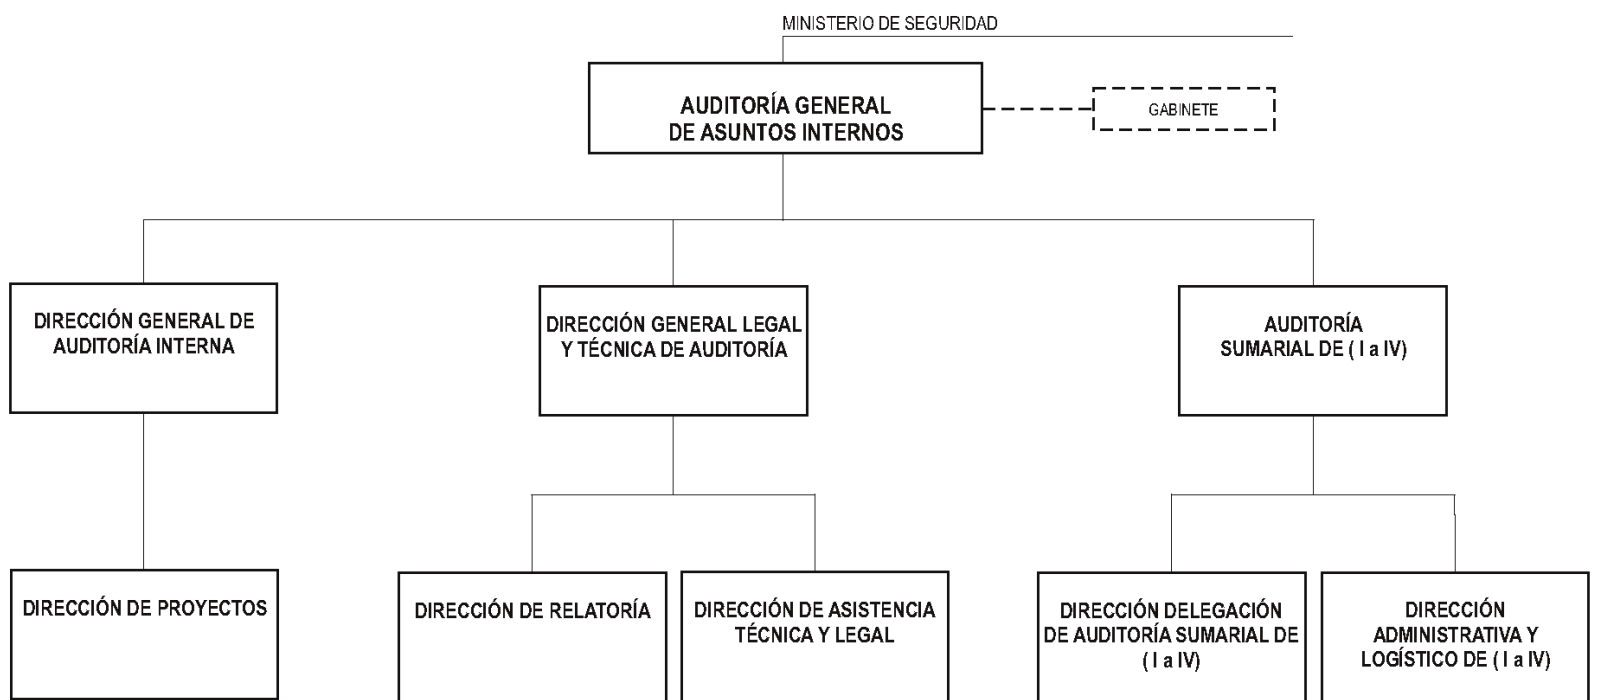 MINISTERIO DE SEGURIDAD
AUDITORÍA GENERAL
DE ASUNTOS INTERNOS
GABINETE
DIRECCIÓN GENERAL DE
AUDITORÍA INTERNA
DIRECCIÓN GENERAL LEGAL
Y TÉCNICA DE AUDITORÍA
AUDITORÍA
SUMARIAL DE ( I a IV)
DIRECCIÓN DE PROYECTOS
DIRECCIÓN DE RELATORÍA
DIRECCIÓN DE ASISTENCIA
TÉCNICA Y LEGAL
DIRECCIÓN DELEGACIÓN
DE AUDITORÍA SUMARIAL DE
( I a IV)
DIRECCIÓN
ADMINISTRATIVA Y
LOGÍSTICO DE ( I a IV)